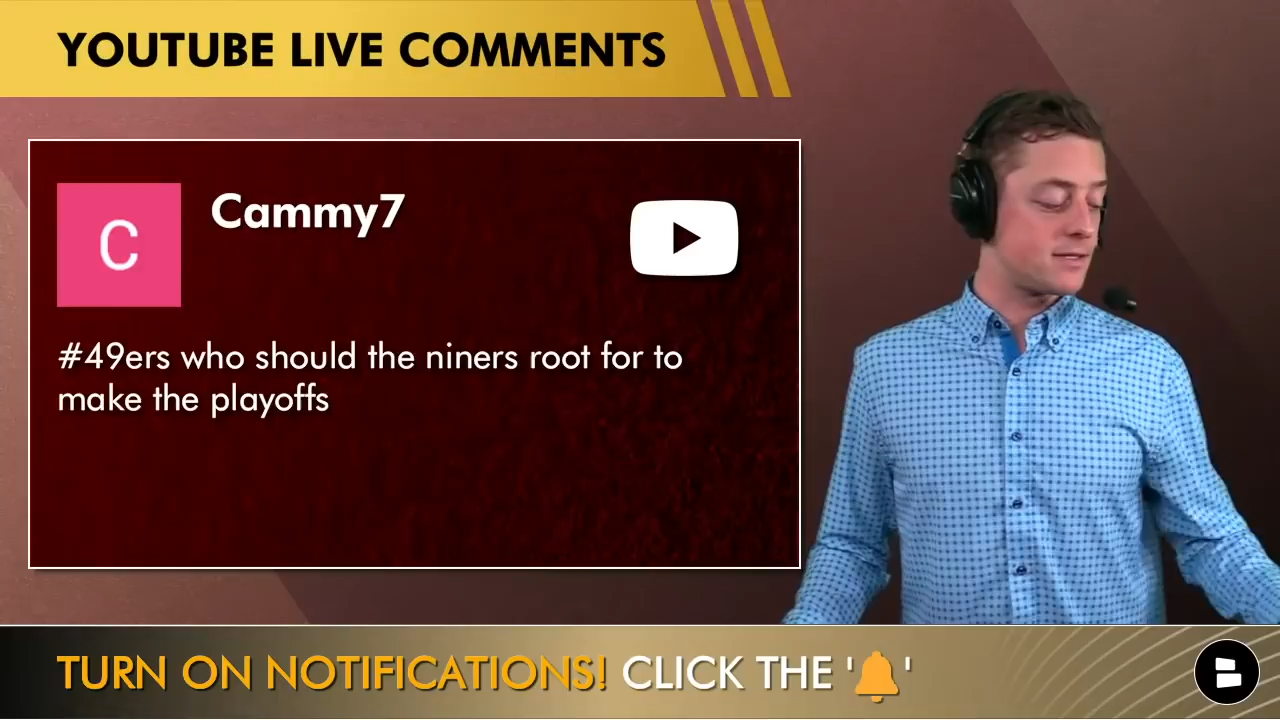 YOUTUBE LIVE COMMENTS
C
Cammy7
#49ers who should the niners root for to
make the playoffs
TURN ON NOTIFICATIONS! CLICK THE ' '